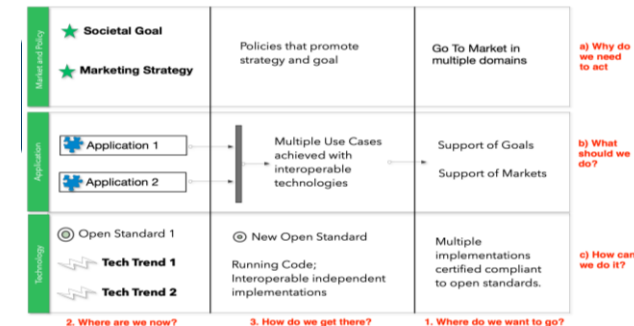 Market and Policy
Societal Goal
Marketing Strategy
Policies that promote
strategy and goal
Go To Market in
multiple domains
a) Why do
we need
to act
Application
Application 1
Application 2
Multiple Use Cases
achieved with
interoperable
technologies
Support of Goals
Support of Markets
b) What
should we
do?
Technology
Open Standard 1
Tech Trend 1
Tech Trend 2
New Open Standard
Running Code;
Interoperable independent
implementations
Multiple
implementations
certified compliant
to open standards.
c) How can
we do it?
2. Where are we now?
3. How do we get there?
1. Where do we want to go?